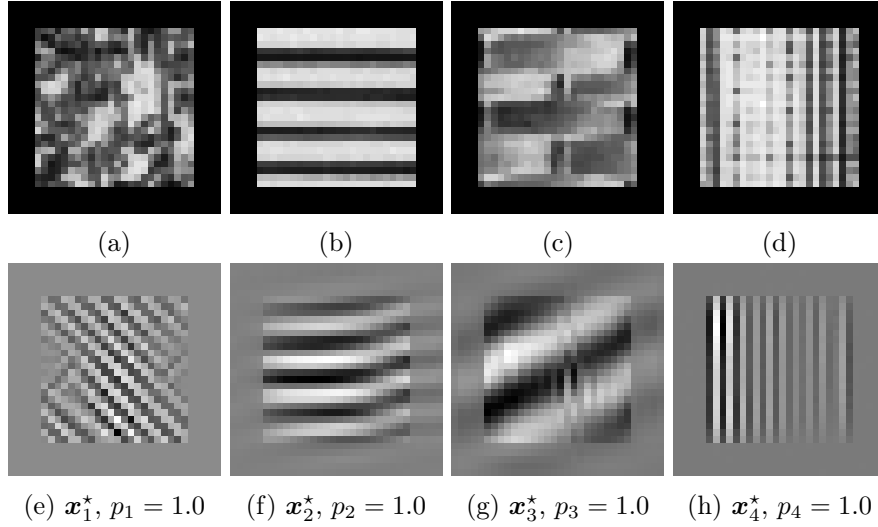 (a) (b) (c) (d)
(e) x₁⋆, p₁ = 1.0 (f) x₂⋆, p₂ = 1.0 (g) x₃⋆, p₃ = 1.0 (h) x₄⋆, p₄ = 1.0